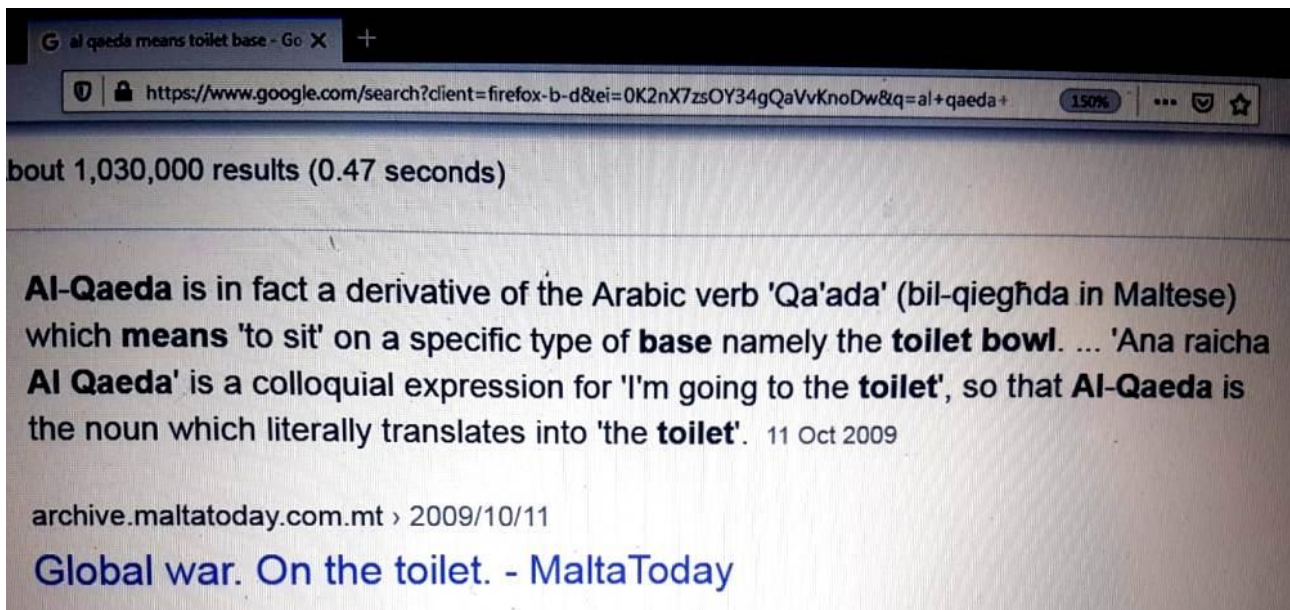 G al qaeda means toilet base - Go X +
https://www.google.com/search?client=firefox-b-d&ei=0K2nX7zsOY34gQaVvKnoDw&q=al+qaeda+ 150% ...
bout 1,030,000 results (0.47 seconds)
Al-Qaeda is in fact a derivative of the Arabic verb 'Qa'ada' (bil-qiegħda in Maltese)
which means 'to sit' on a specific type of base namely the toilet bowl. ... 'Ana raicha
Al Qaeda' is a colloquial expression for 'I'm going to the toilet', so that Al-Qaeda is
the noun which literally translates into 'the toilet'. 11 Oct 2009
archive.maltatoday.com.mt › 2009/10/11
Global war. On the toilet. - MaltaToday